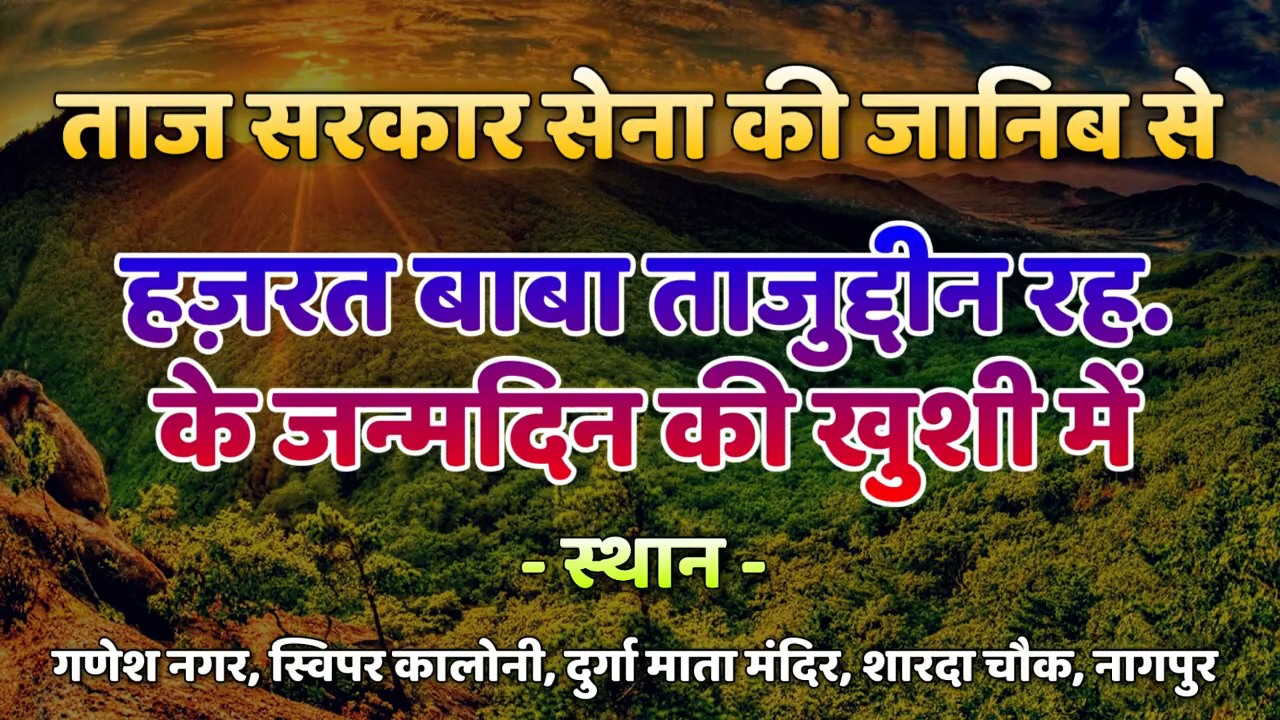 ताज सरकार सेना की जानिब से
हज़रत बाबा ताजुद्दीन रह.
के जन्मदिन की खुशी में
- स्थान -
गणेश नगर, स्विपर कालोनी, दुर्गा माता मंदिर, शारदा चौक, नागपुर